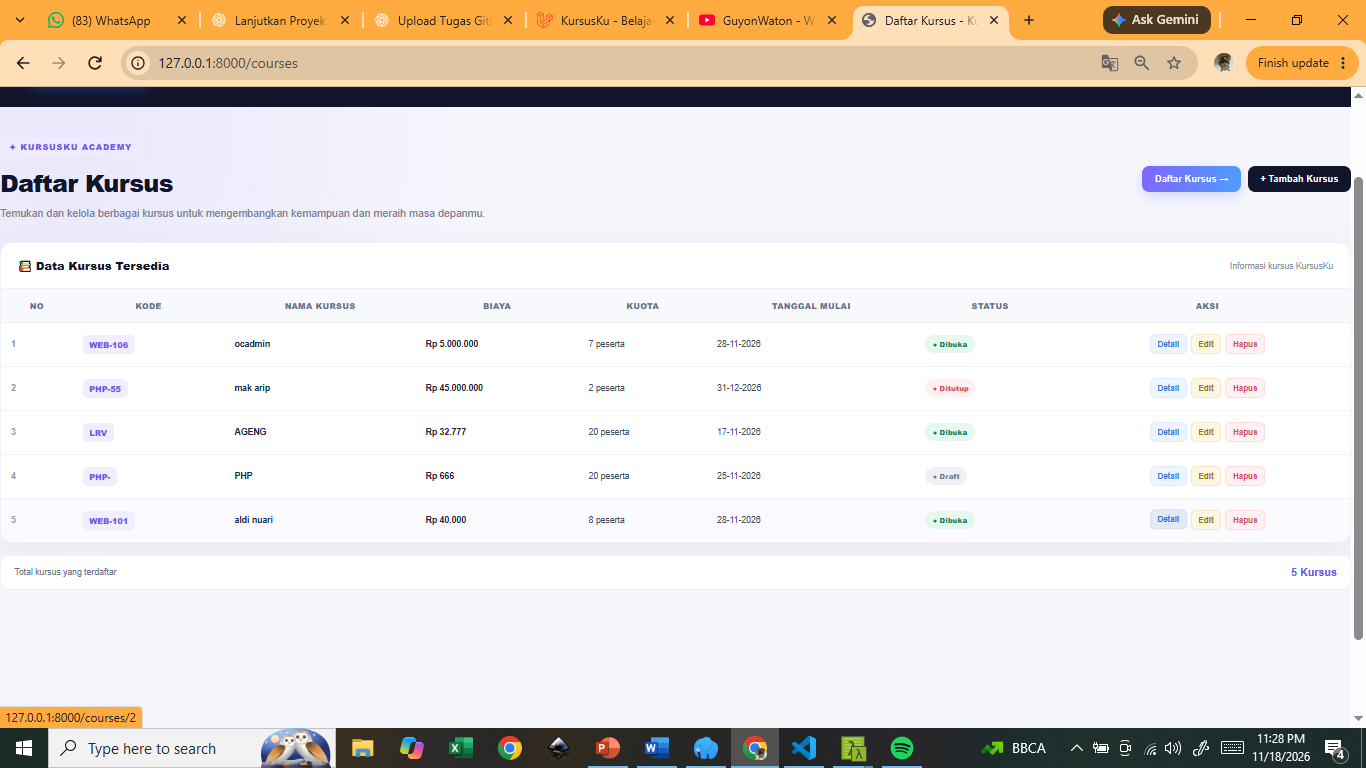 (83) WhatsApp
Lanjutkan Proyek
Upload Tugas Git
KursusKu - Belaja
GuyonWaton - W
Daftar Kursus - Ku
Ask Gemini
127.0.0.1:8000/courses
Finish update
✦ KURSUSKU ACADEMY
Daftar Kursus
Daftar Kursus →
+ Tambah Kursus
Temukan dan kelola berbagai kursus untuk mengembangkan kemampuan dan meraih masa depanmu.
Data Kursus Tersedia
Informasi kursus KursusKu
NO KODE NAMA KURSUS BIAYA KUOTA TANGGAL MULAI STATUS AKSI
1 WEB-106 ocadmin Rp 5.000.000 7 peserta 28-11-2026 • Dibuka Detail Edit Hapus
2 PHP-55 mak arip Rp 45.000.000 2 peserta 31-12-2026 • Ditutup Detail Edit Hapus
3 LRV AGENG Rp 32.777 20 peserta 17-11-2026 • Dibuka Detail Edit Hapus
4 PHP- PHP Rp 666 20 peserta 25-11-2026 • Draft Detail Edit Hapus
5 WEB-101 aldi nuari Rp 40.000 8 peserta 28-11-2026 • Dibuka Detail Edit Hapus
Total kursus yang terdaftar
5 Kursus
127.0.0.1:8000/courses/2
Type here to search
BBCA
11:28 PM
11/18/2026
4